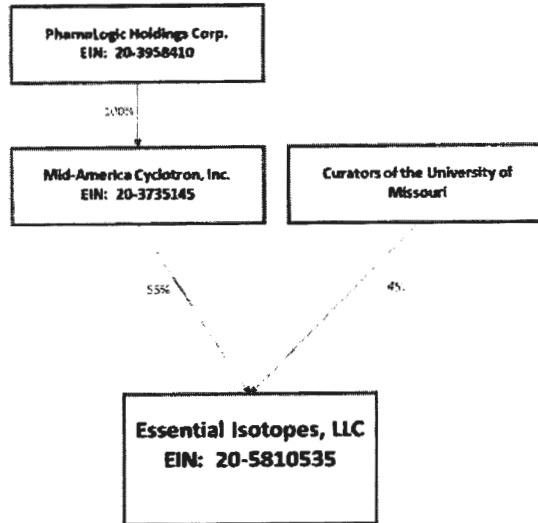 PharmaLogic Holdings Corp.
EIN: 20-3958410
100%
Mid-America Cyclotron, Inc.
EIN: 20-3735145
Curators of the University of
Missouri
55%
45
Essential Isotopes, LLC
EIN: 20-5810535